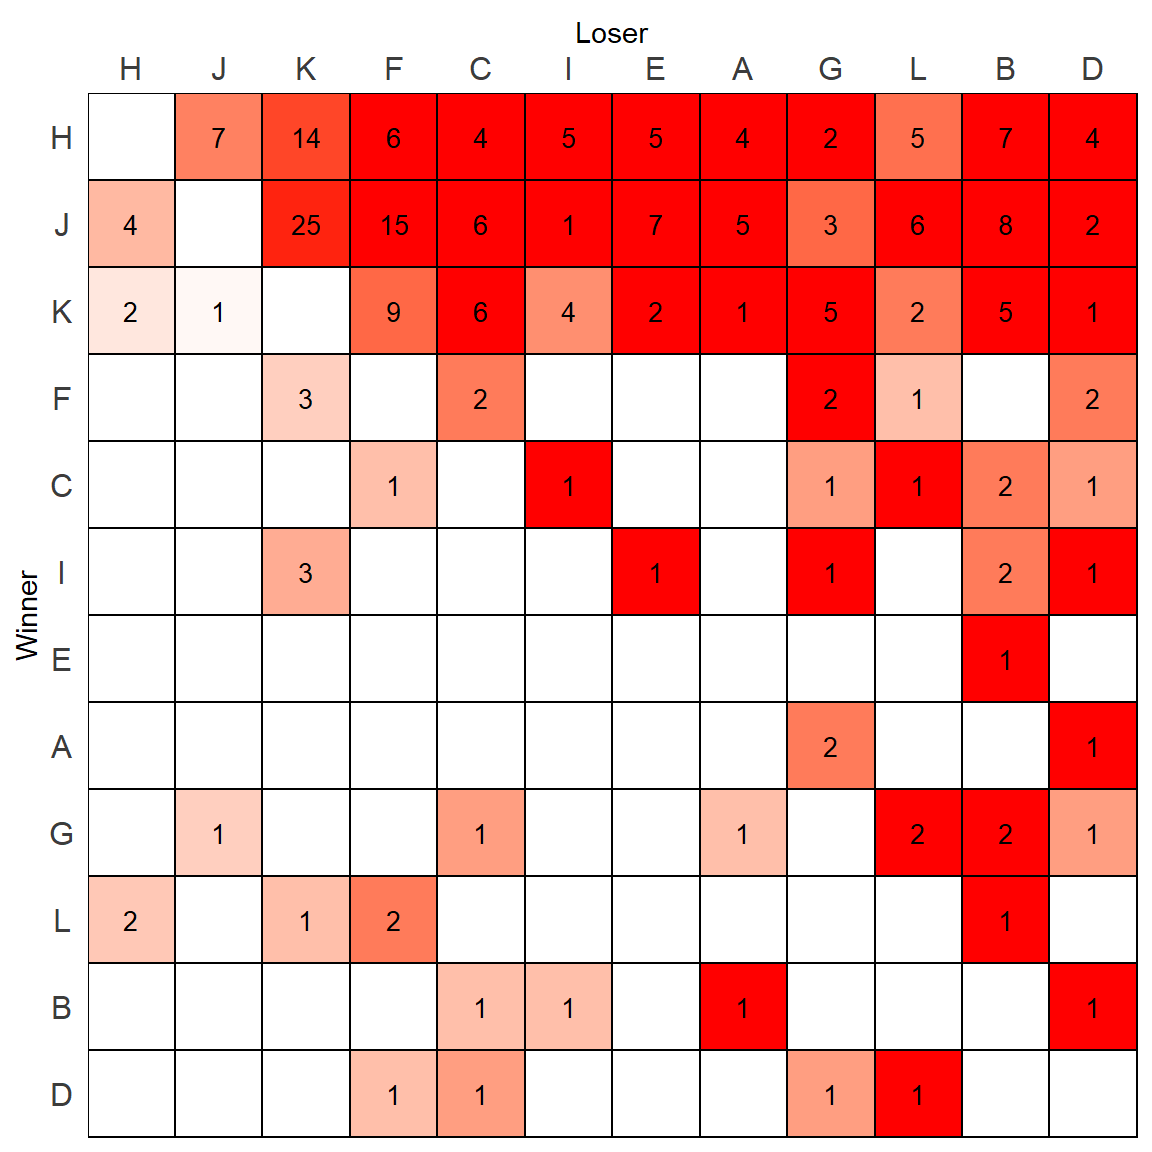 Loser
H J K F C I E A G L B D
H 7 14 6 4 5 5 4 2 5 7 4
J 4 25 15 6 1 7 5 3 6 8 2
K 2 1 9 6 4 2 1 5 2 5 1
F 3 2 2 1 2
C 1 1 1 1 2 1
I 3 1 1 2 1
Winner
E 1
A 2 1
G 1 1 1 2 2 1
L 2 1 2 1
B 1 1 1 1
D 1 1 1 1